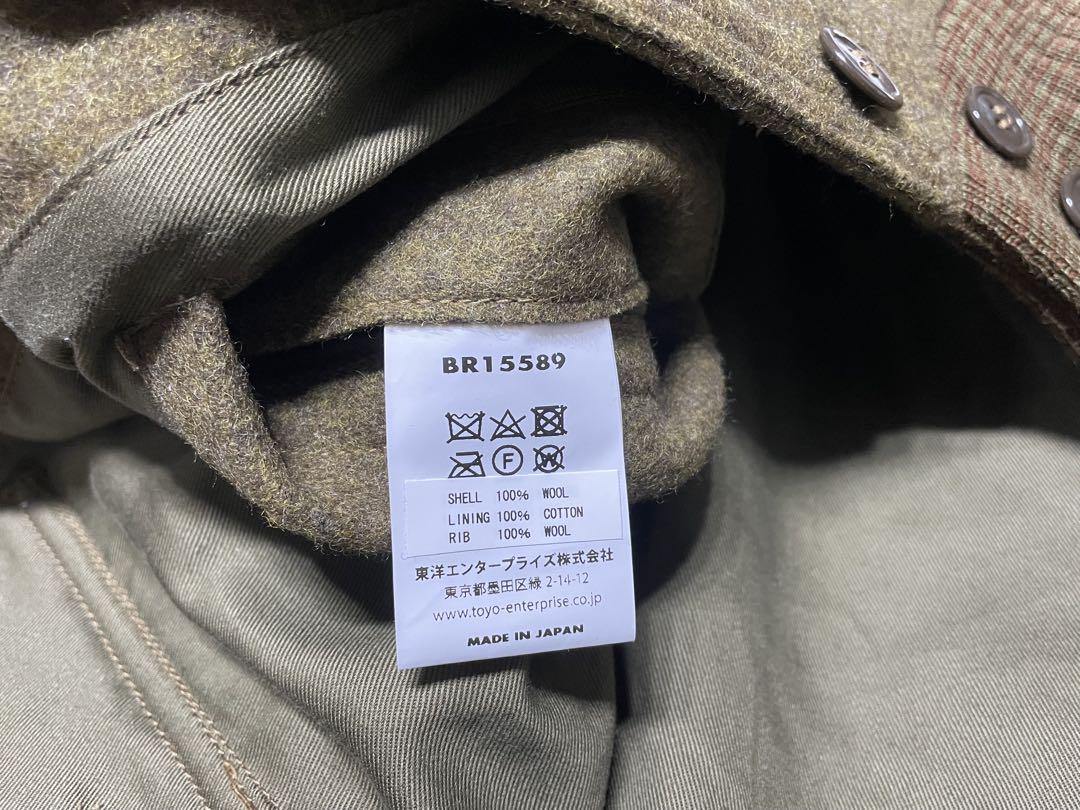 BR15589
F
W
SHELL 100% WOOL
LINING 100% COTTON
RIB 100% WOOL
東洋エンタープライズ株式会社
東京都墨田区緑 2-14-12
www.toyo-enterprise.co.jp
MADE IN JAPAN